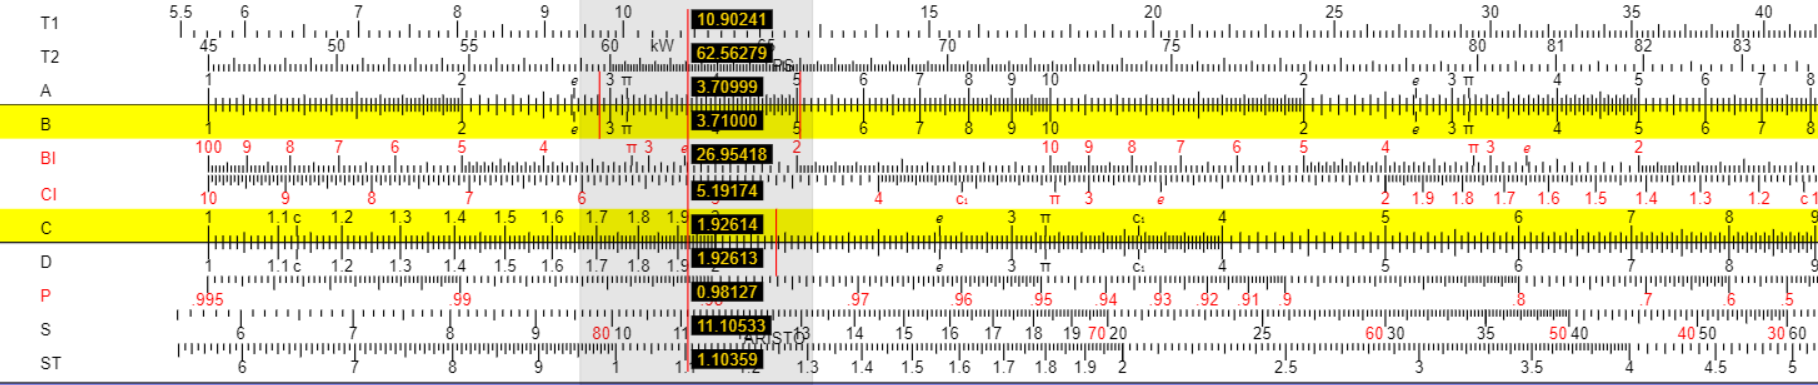 T1 5.5 6 7 8 9 10 10.90241 15 20 25 30 35 40
T2 45 50 55 60 kW 62.56279 70 75 80 81 82 83
PS
A 1 2 e 3 π 3.70999 5 6 7 8 9 10 2 e 3 π 4 5 6 7 8
B 1 2 e 3 π 3.71000 5 6 7 8 9 10 2 e 3 π 4 5 6 7 8
BI 100 9 8 7 6 5 4 π 3 e 26.95418 2 10 9 8 7 6 5 4 π 3 e 2
CI 10 9 8 7 6 5.19174 4 c₁ π 3 e 2 1.9 1.8 1.7 1.6 1.5 1.4 1.3 1.2 c 1
C 1 1.1 c 1.2 1.3 1.4 1.5 1.6 1.7 1.8 1.9 1.92614 e 3 π c₁ 4 5 6 7 8 9
D 1 1.1 c 1.2 1.3 1.4 1.5 1.6 1.7 1.8 1.9 1.92613 e 3 π c₁ 4 5 6 7 8 9
P .995 .99 0.98127 .97 .96 .95 .94 .93 .92 .91 .9 .8 .7 .6 .5
S 6 7 8 9 80 10 11 11.10533 13 14 15 16 17 18 19 70 20 25 60 30 35 50 40 40 50 30 60
ARISTO
ST 6 7 8 9 1 1.10359 1.3 1.4 1.5 1.6 1.7 1.8 1.9 2 2.5 3 3.5 4 4.5 5